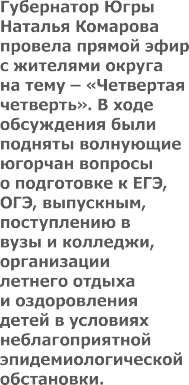 Губернатор Югры
Наталья Комарова
провела прямой эфир
с жителями округа
на тему – «Четвертая
четверть». В ходе
обсуждения были
подняты волнующие
югорчан вопросы
о подготовке к ЕГЭ,
ОГЭ, выпускным,
поступлению в
вузы и колледжи,
организации
летнего отдыха
и оздоровления
детей в условиях
неблагоприятной
эпидемиологической
обстановки.